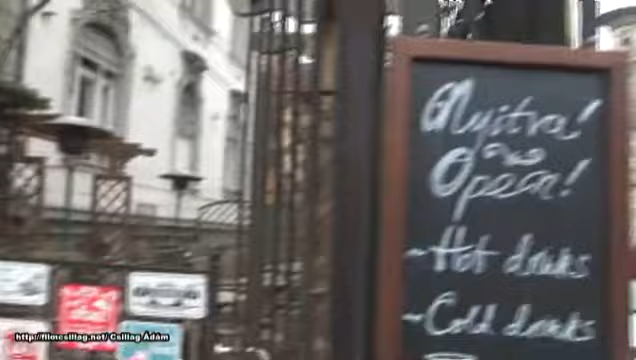 Nyitva!
Open!
~Hot drinks
~Cold drinks
http://filmcsillag.net/ Csillag Ádám